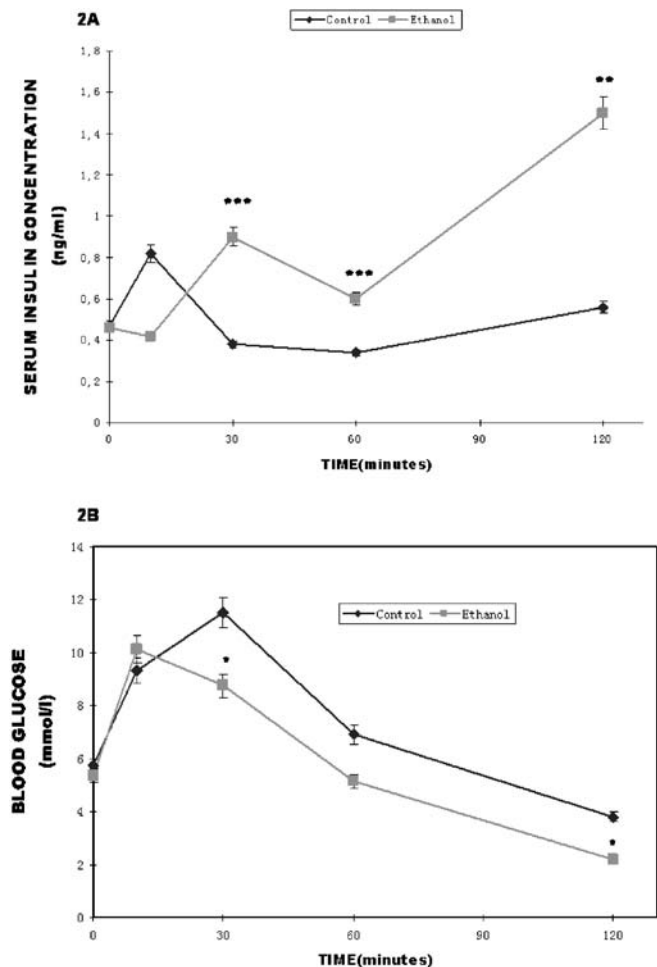 2A
Control Ethanol
SERUM INSULIN CONCENTRATION
(ng/ml)
1,8
1,6
1,4
1,2
1
0,8
0,6
0,4
0,2
0
***
***
**
0 30 60 90 120
TIME(minutes)
2B
Control Ethanol
BLOOD GLUCOSE
(mmol/l)
14
12
10
8
6
4
2
0
*
*
0 30 60 90 120
TIME(minutes)